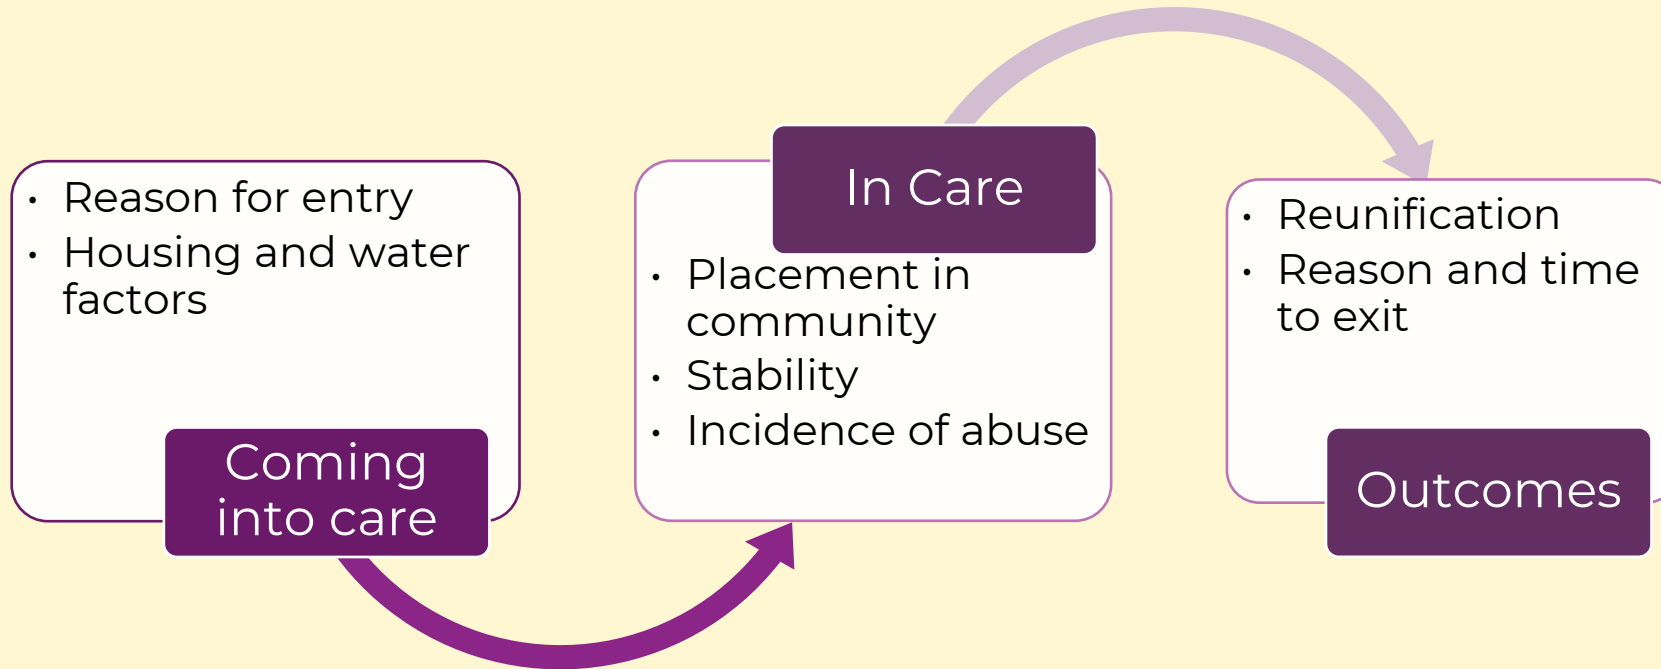 • Reason for entry
• Housing and water
factors
Coming
into care
In Care
• Placement in
community
• Stability
• Incidence of abuse
• Reunification
• Reason and time
to exit
Outcomes